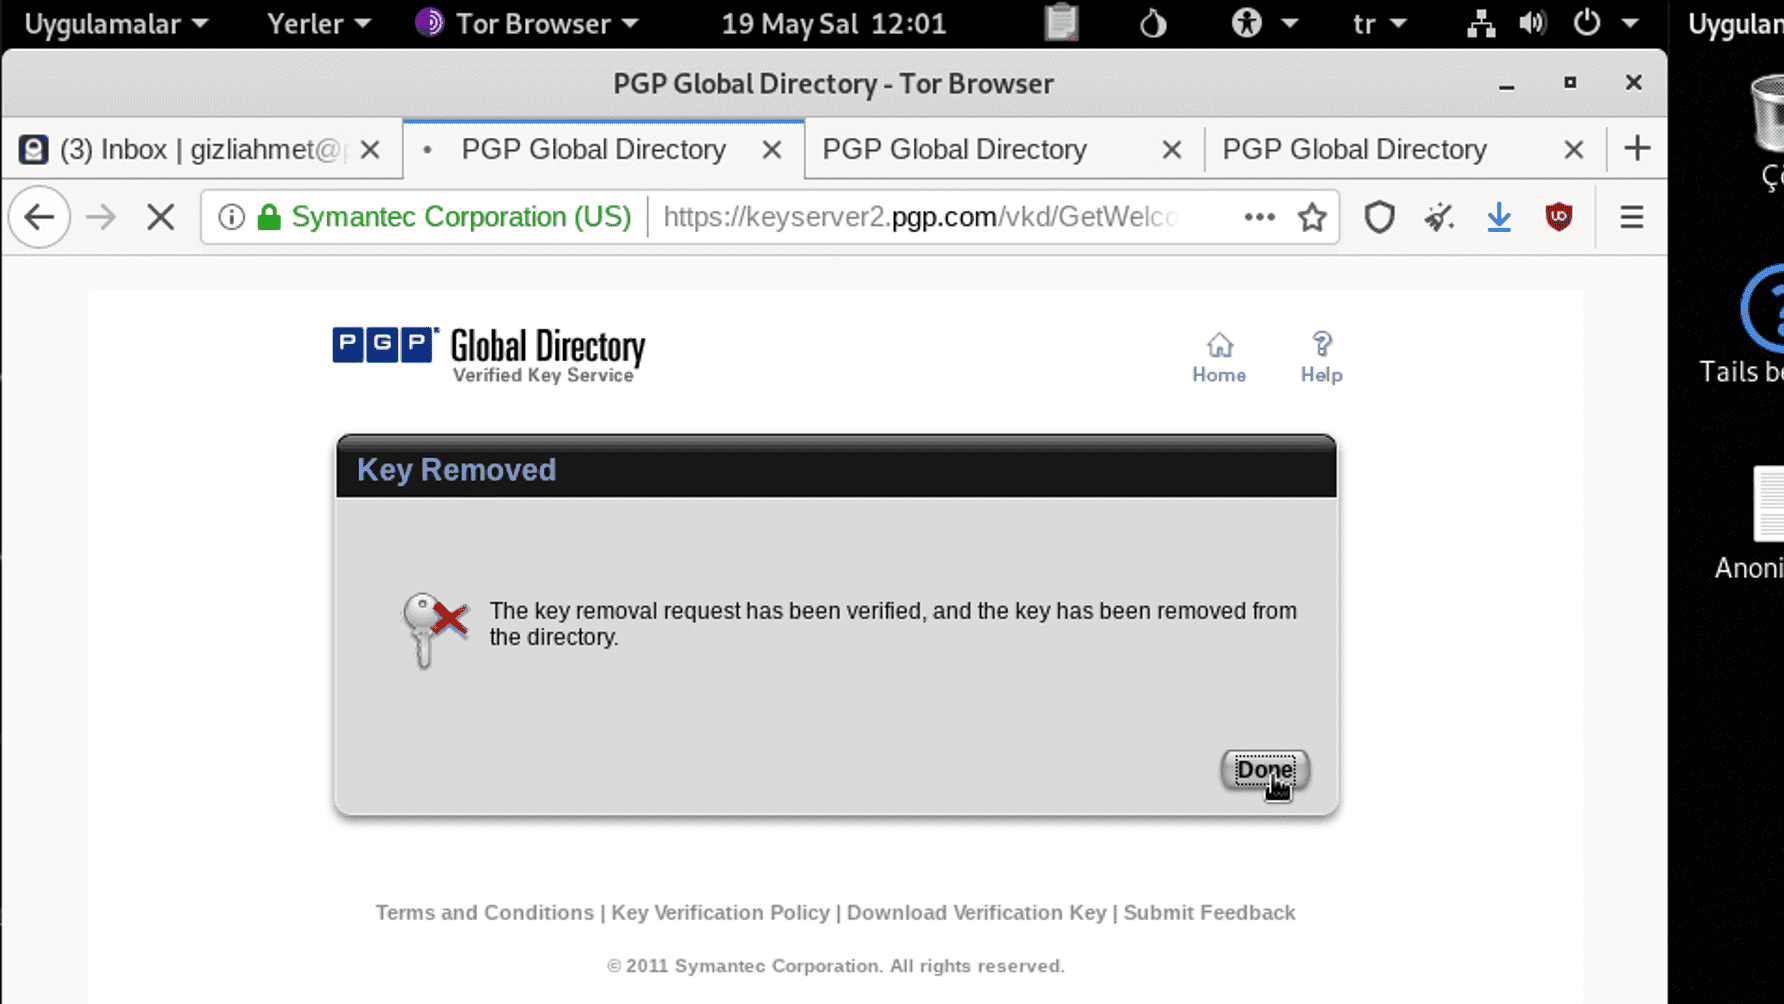 Uygulamalar Yerler Tor Browser 19 May Sal 12:01 tr
PGP Global Directory - Tor Browser
(3) Inbox | gizliahmet@ PGP Global Directory PGP Global Directory PGP Global Directory
Symantec Corporation (US) https://keyserver2.pgp.com/vkd/GetWelco
PGP Global Directory
Verified Key Service
Home Help
Key Removed
The key removal request has been verified, and the key has been removed from
the directory.
Done
Terms and Conditions | Key Verification Policy | Download Verification Key | Submit Feedback
© 2011 Symantec Corporation. All rights reserved.
Uygulam
Ç
Tails be
Anoni